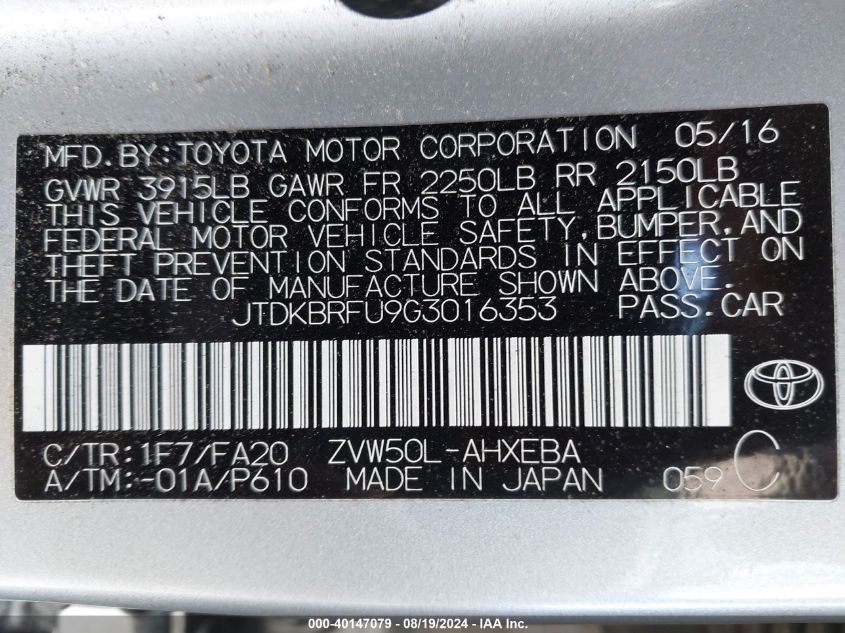 MFD.BY:TOYOTA MOTOR CORPORATION 05/16
GVWR 3915LB GAWR FR 2250LB RR 2150LB
THIS VEHICLE CONFORMS TO ALL APPLICABLE
FEDERAL MOTOR VEHICLE SAFETY,BUMPER,AND
THEFT PREVENTION STANDARDS IN EFFECT ON
THE DATE OF MANUFACTURE SHOWN ABOVE.
JTDKBRFU9G3016353 PASS.CAR
C/TR:1F7/FA20 ZVW50L-AHXEBA
A/TM:-01A/P610 MADE IN JAPAN 059 C
000-40147079 - 08/19/2024 - IAA Inc.